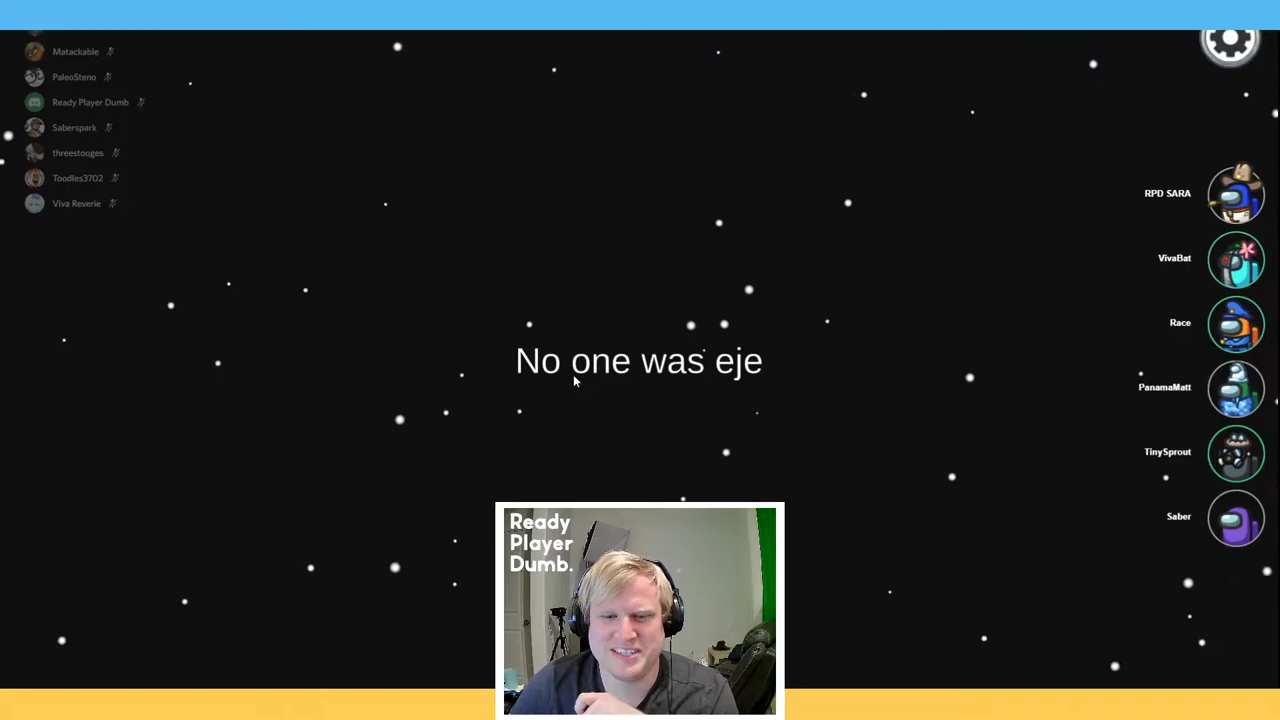 Matackable
PaleoSteno
Ready Player Dumb
Saberspark
threestooges
Toodles3702
Viva Reverie
RPD SARA
VivaBat
Race
PanamaMatt
TinySprout
Saber
No one was eje
Ready
Player
Dumb.